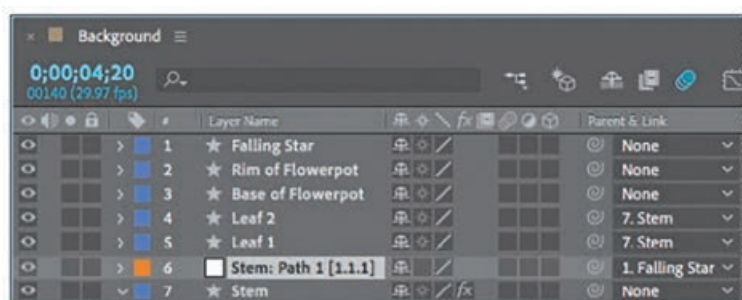 × Background
0;00;04;20
00140 (29.97 fps)
# Layer Name fx Parent & Link
1 Falling Star None
2 Rim of Flowerpot None
3 Base of Flowerpot None
4 Leaf 2 7. Stem
5 Leaf 1 7. Stem
6 Stem: Path 1 [1.1.1] 1. Falling Star
7 Stem fx None